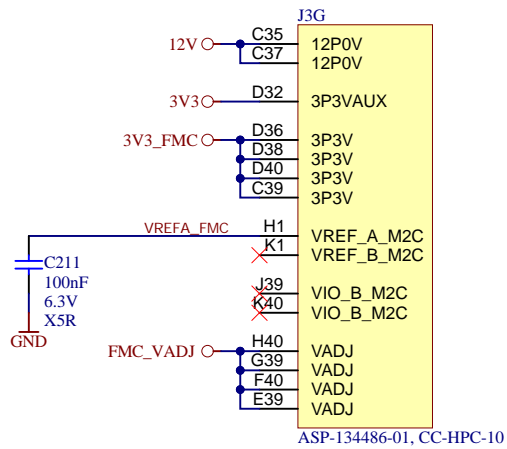 J3G
12V C35 12P0V
C37 12P0V
3V3 D32 3P3VAUX
3V3_FMC D36 3P3V
D38 3P3V
D40 3P3V
C39 3P3V
VREFA_FMC H1 VREF_A_M2C
K1 VREF_B_M2C
C211
100nF
6.3V
X5R
GND
J39 VIO_B_M2C
K40 VIO_B_M2C
FMC_VADJ H40 VADJ
G39 VADJ
F40 VADJ
E39 VADJ
ASP-134486-01, CC-HPC-10